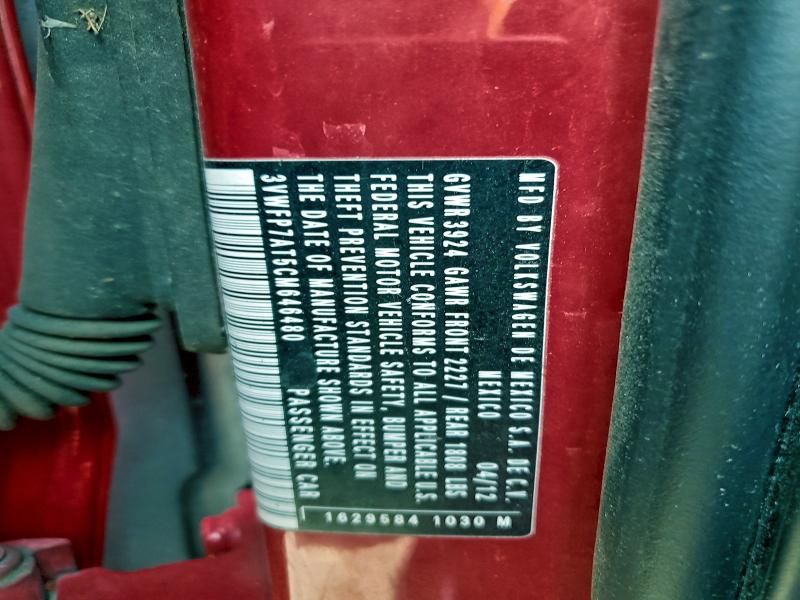 MFD BY VOLKSWAGEN DE MEXICO S.A. DE C.V.
MEXICO 04/12
GVWR 3924 GAWR FRONT 2227 / REAR 1808 LBS
THIS VEHICLE CONFORMS TO ALL APPLICABLE U.S.
FEDERAL MOTOR VEHICLE SAFETY, BUMPER AND
THEFT PREVENTION STANDARDS IN EFFECT ON
THE DATE OF MANUFACTURE SHOWN ABOVE.
3VWFP7AT5CM646480 PASSENGER CAR
1629584 1030 M